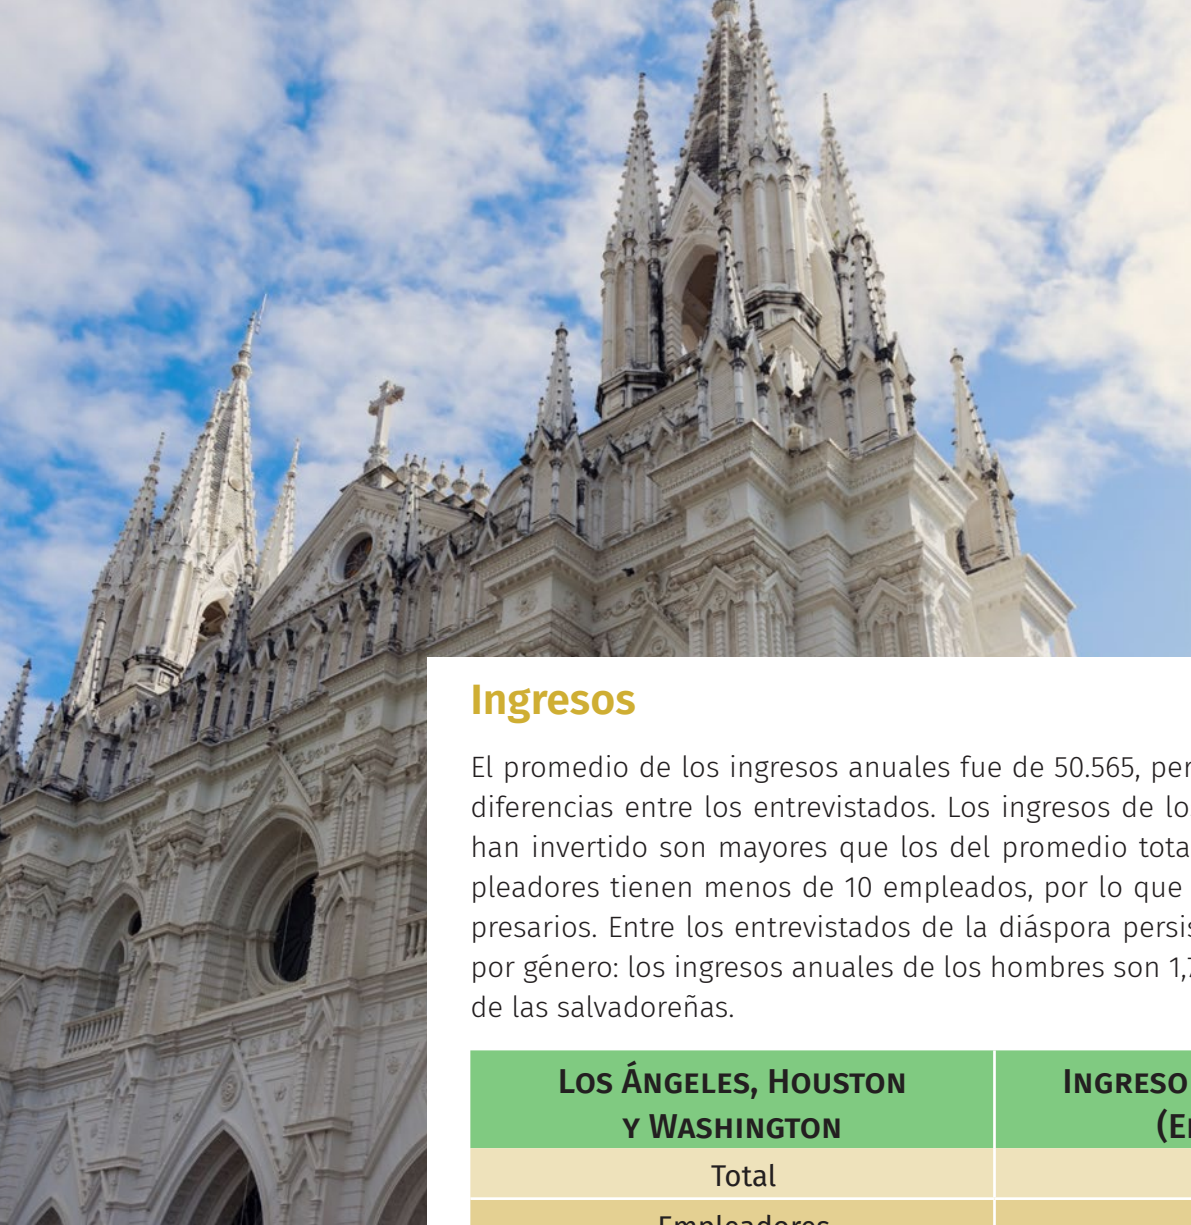 Ingresos
El promedio de los ingresos anuales fue de 50.565, per
diferencias entre los entrevistados. Los ingresos de lo
han invertido son mayores que los del promedio tota
pleadores tienen menos de 10 empleados, por lo que
presarios. Entre los entrevistados de la diáspora persis
por género: los ingresos anuales de los hombres son 1,7
de las salvadoreñas.
Los Ángeles, Houston
y Washington
Ingreso
(E
Total
Empleadores